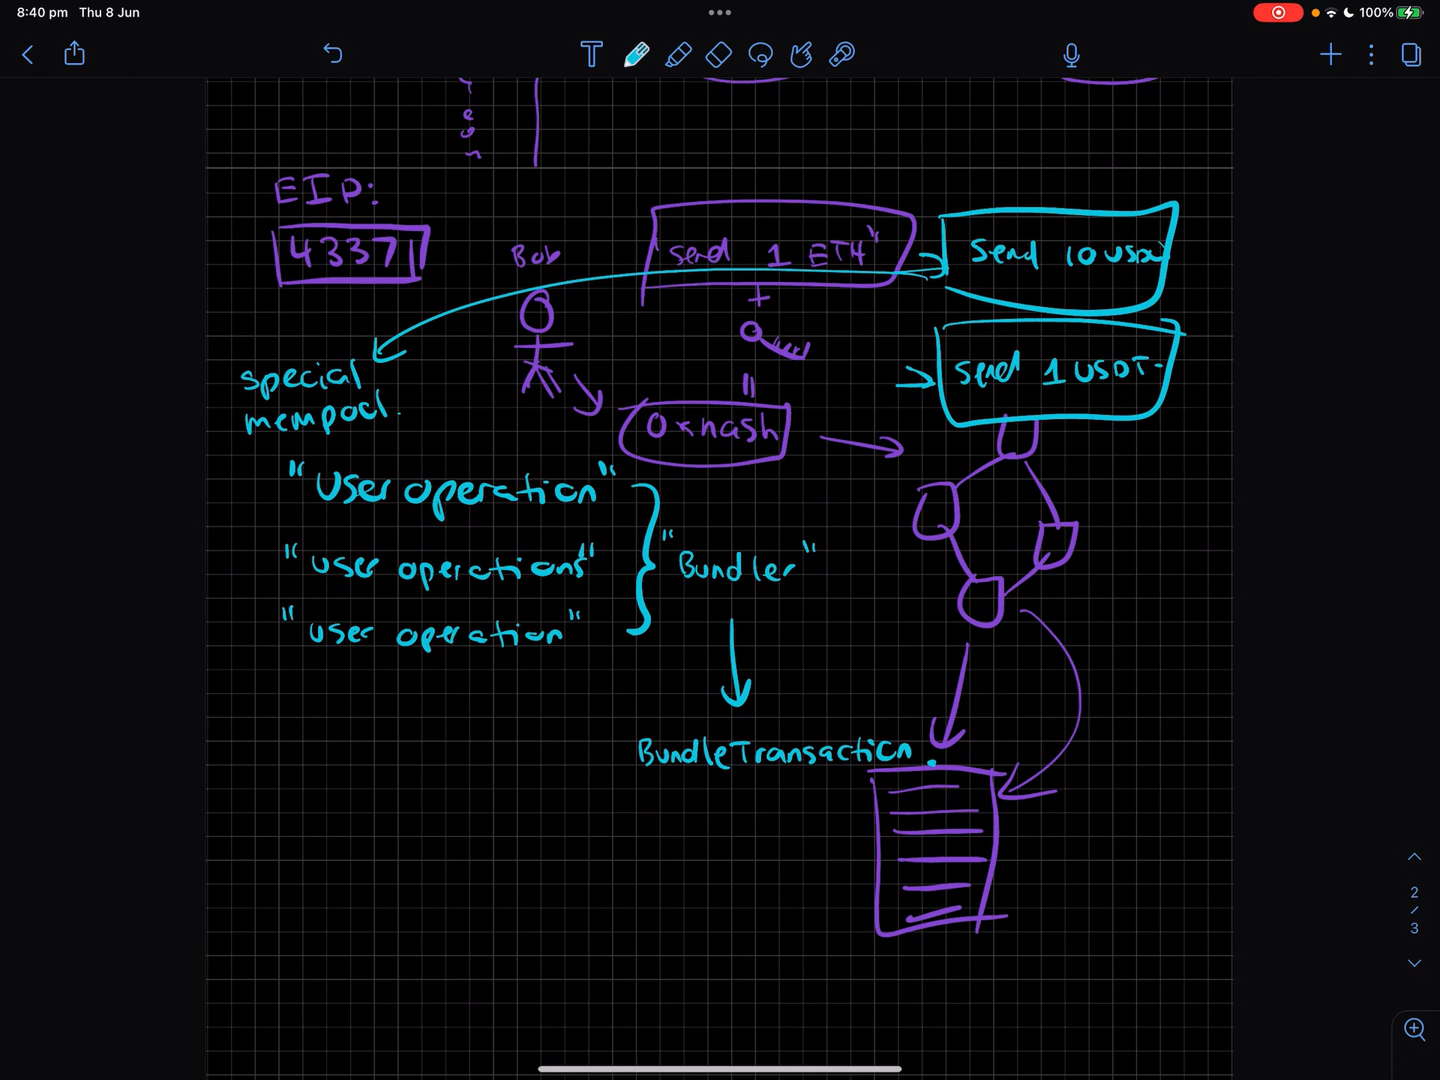 8:40 pm Thu 8 Jun
100%
EIP:
4337
Bob
send 1 ETH"
+
=
0xhash
Send 10 USDC
Send 1 USDT
special
mempool.
"User operation"
"user operations"
"user operation"
"Bundler"
BundleTransaction.
2
/
3